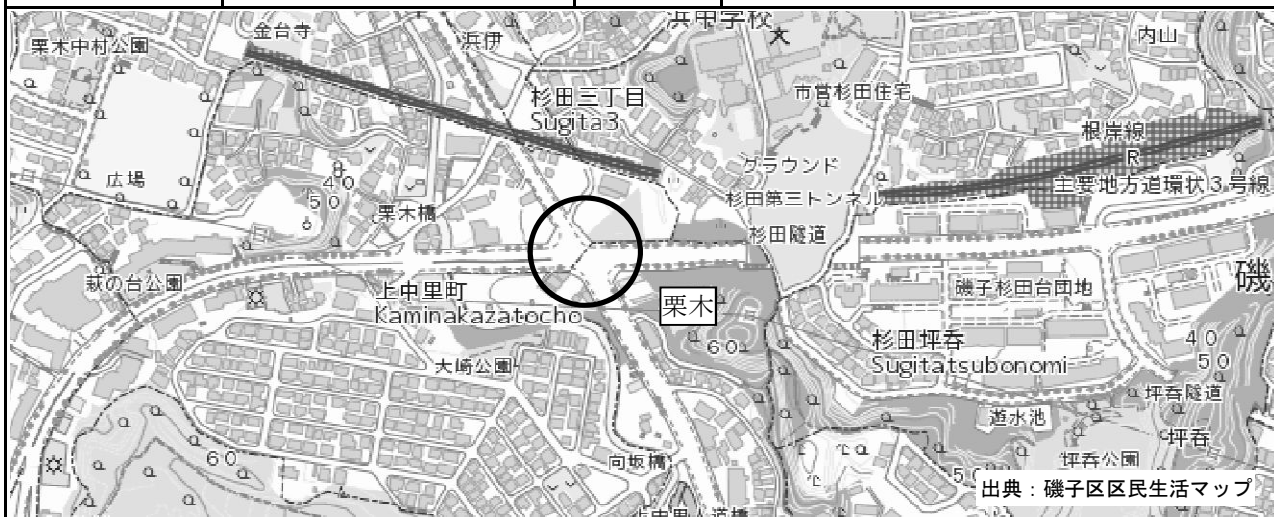 浜中学校
金台寺
浜伊
内山
栗木中村公園
市営杉田住宅
杉田三丁目
Sugita3
根岸線
R
グラウンド
広場
40
50
主要地方道環状3号線
杉田第三トンネル
栗木橋
杉田隧道
萩の台公園
磯
上中里町
Kaminakazatocho
栗木
磯子杉田台団地
60
杉田坪呑
Sugitatsubonomi
40
50
大崎公園
坪呑隧道
遊水池
坪呑
60
向坂橋
坪呑公園
50
出典：磯子区区民生活マップ